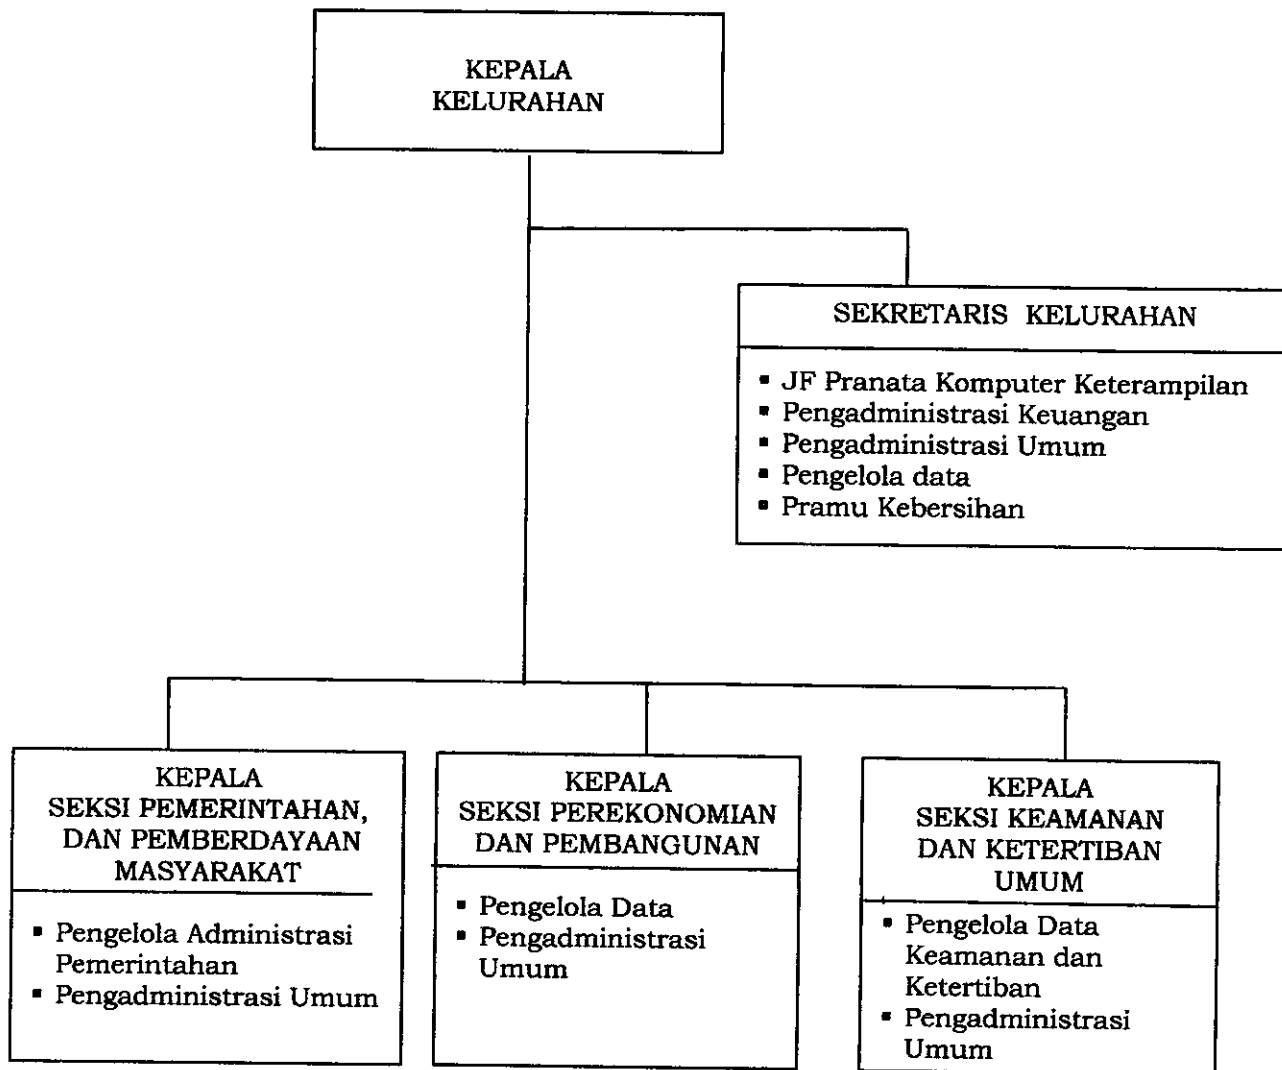 KEPALA
KELURAHAN
SEKRETARIS KELURAHAN
▪ JF Pranata Komputer Keterampilan
▪ Pengadministrasi Keuangan
▪ Pengadministrasi Umum
▪ Pengelola data
▪ Pramu Kebersihan
KEPALA
SEKSI PEMERINTAHAN,
DAN PEMBERDAYAAN
MASYARAKAT
▪ Pengelola Administrasi
Pemerintahan
▪ Pengadministrasi Umum
KEPALA
SEKSI PEREKONOMIAN
DAN PEMBANGUNAN
▪ Pengelola Data
▪ Pengadministrasi
Umum
KEPALA
SEKSI KEAMANAN
DAN KETERTIBAN
UMUM
▪ Pengelola Data
Keamanan dan
Ketertiban
▪ Pengadministrasi
Umum